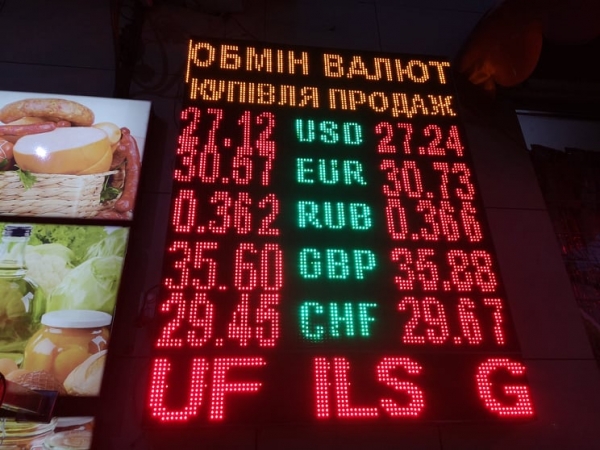 ОБМІН ВАЛЮТ
КУПІВЛЯ ПРОДАЖ
27.12 USD 27.24
30.67 EUR 30.73
0.362 RUB 0.366
35.60 GBP 35.88
29.45 CHF 29.67
UF ILS G